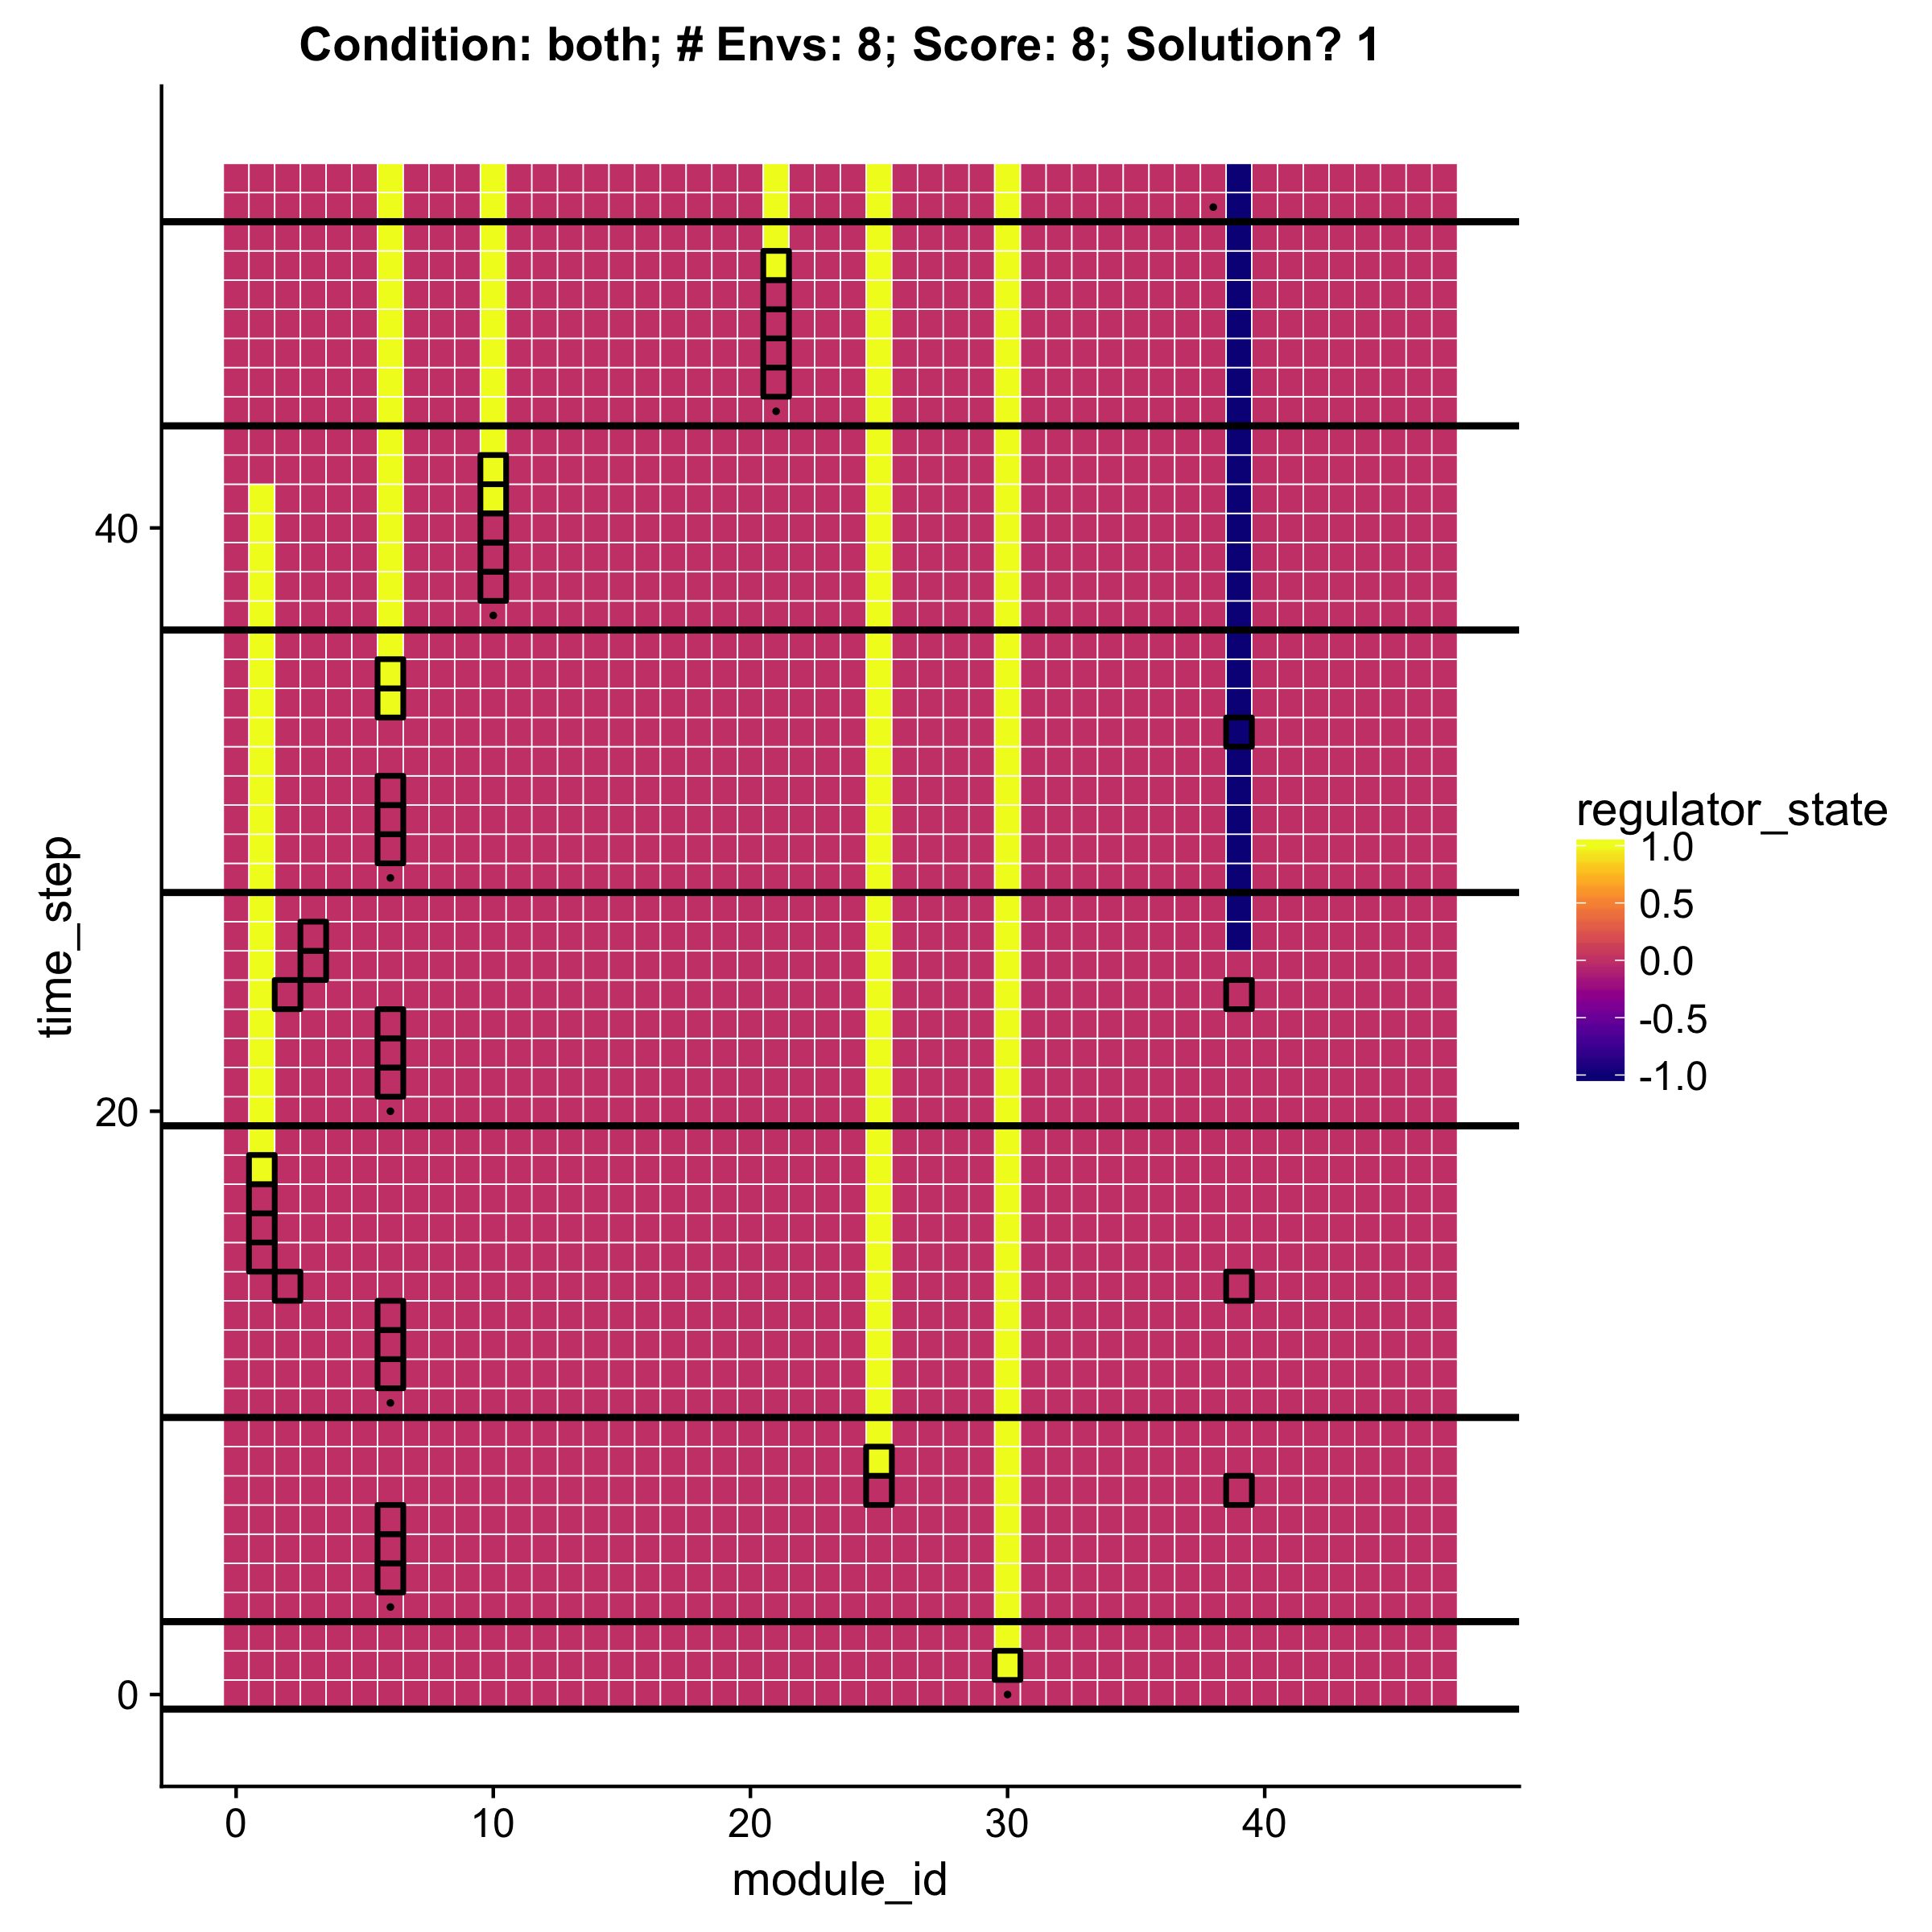 Condition: both; # Envs: 8; Score: 8; Solution? 1
time_step
40
20
0
0 10 20 30 40
module_id
regulator_state
1.0
0.5
0.0
-0.5
-1.0